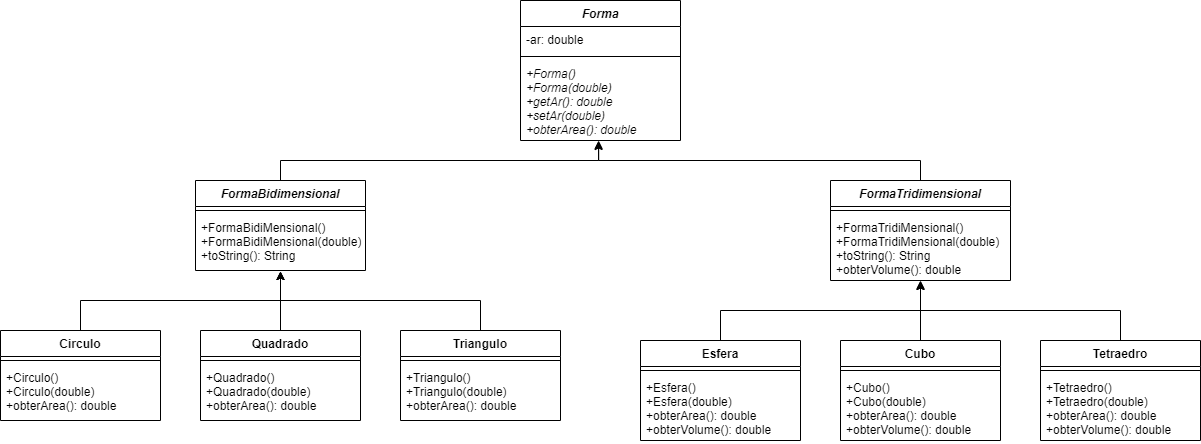 Forma
-ar: double
+Forma()
+Forma(double)
+getAr(): double
+setAr(double)
+obterArea(): double
FormaBidimensional
+FormaBidiMensional()
+FormaBidiMensional(double)
+toString(): String
FormaTridimensional
+FormaTridiMensional()
+FormaTridiMensional(double)
+toString(): String
+obterVolume(): double
Circulo
+Circulo()
+Circulo(double)
+obterArea(): double
Quadrado
+Quadrado()
+Quadrado(double)
+obterArea(): double
Triangulo
+Triangulo()
+Triangulo(double)
+obterArea(): double
Esfera
+Esfera()
+Esfera(double)
+obterArea(): double
+obterVolume(): double
Cubo
+Cubo()
+Cubo(double)
+obterArea(): double
+obterVolume(): double
Tetraedro
+Tetraedro()
+Tetraedro(double)
+obterArea(): double
+obterVolume(): double